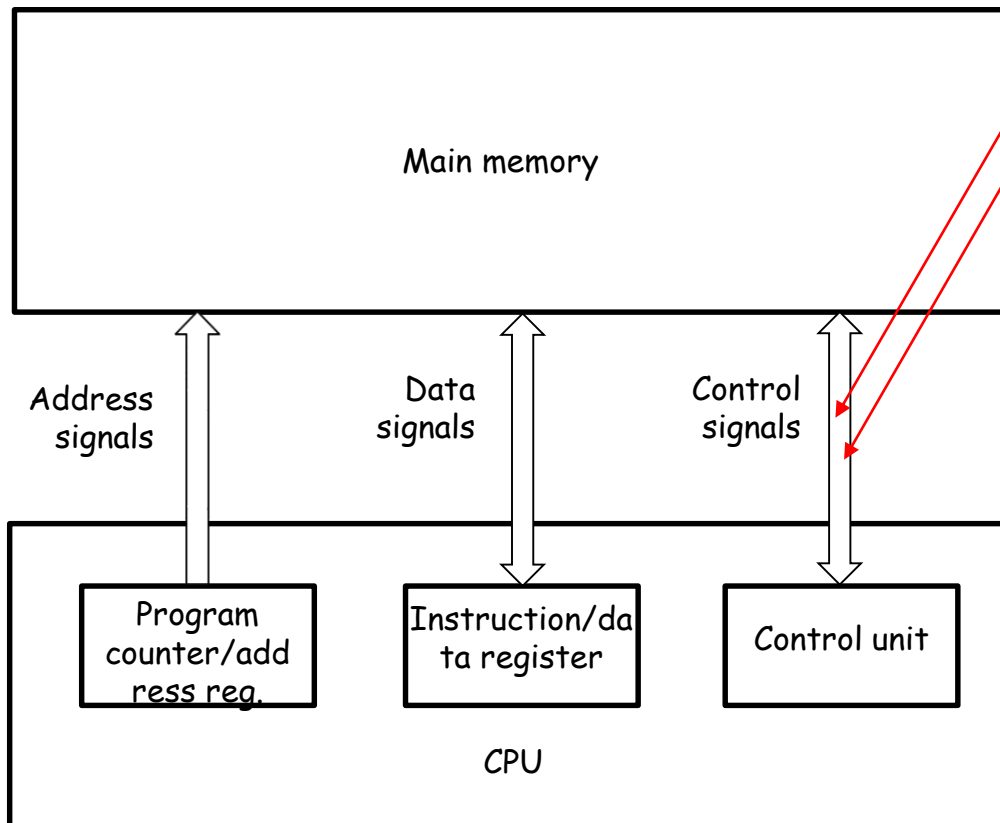 Main memory
Address
signals
Data
signals
Control
signals
Program
counter/add
ress reg.
Instruction/da
ta register
Control unit
CPU